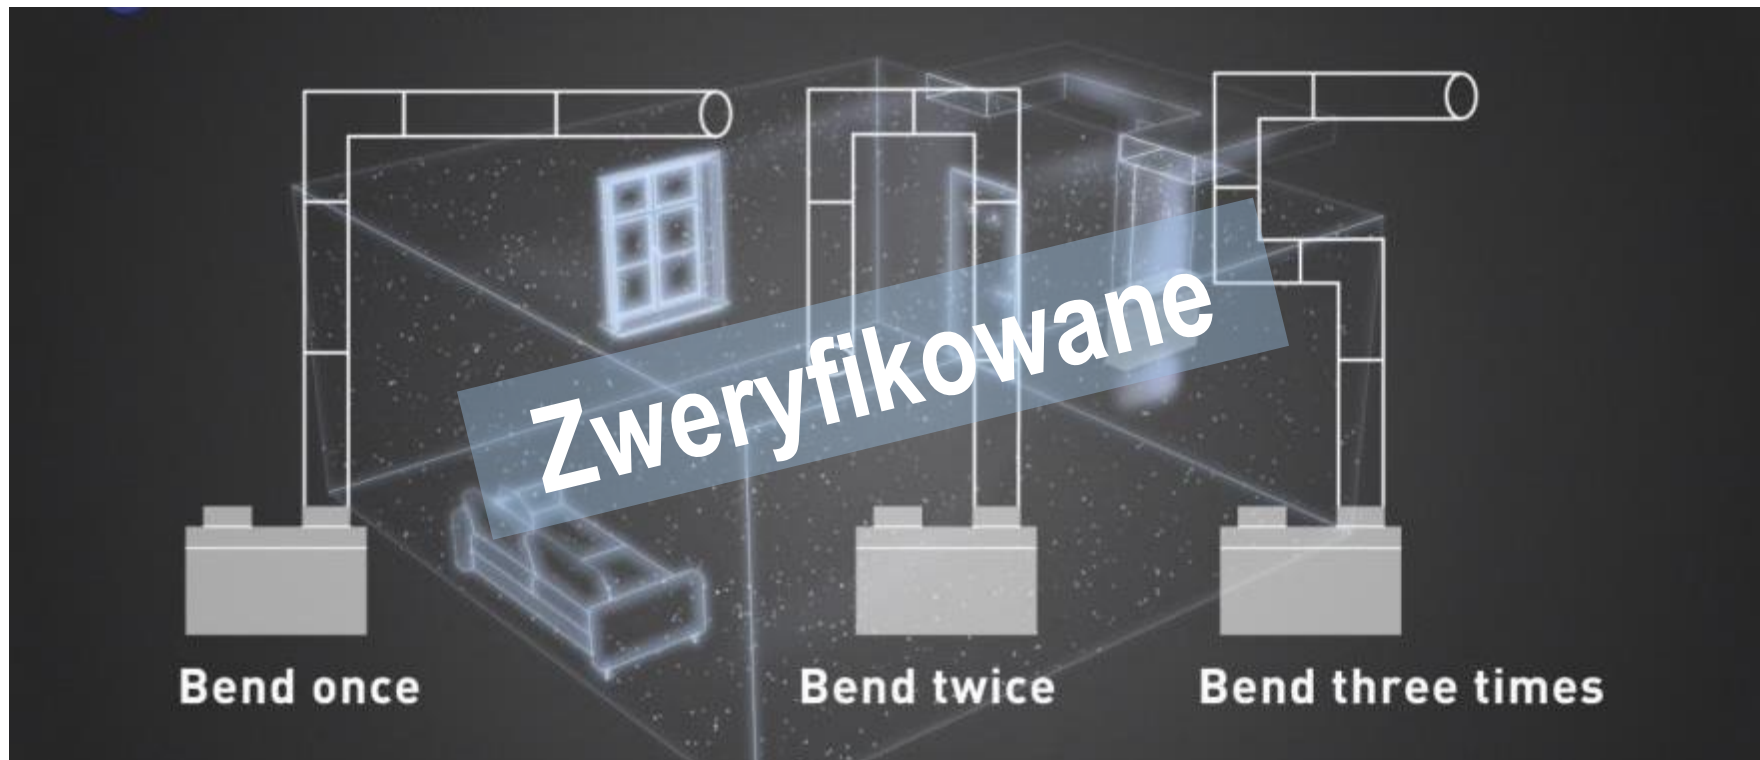 Zweryfikowane
Bend once
Bend twice
Bend three times